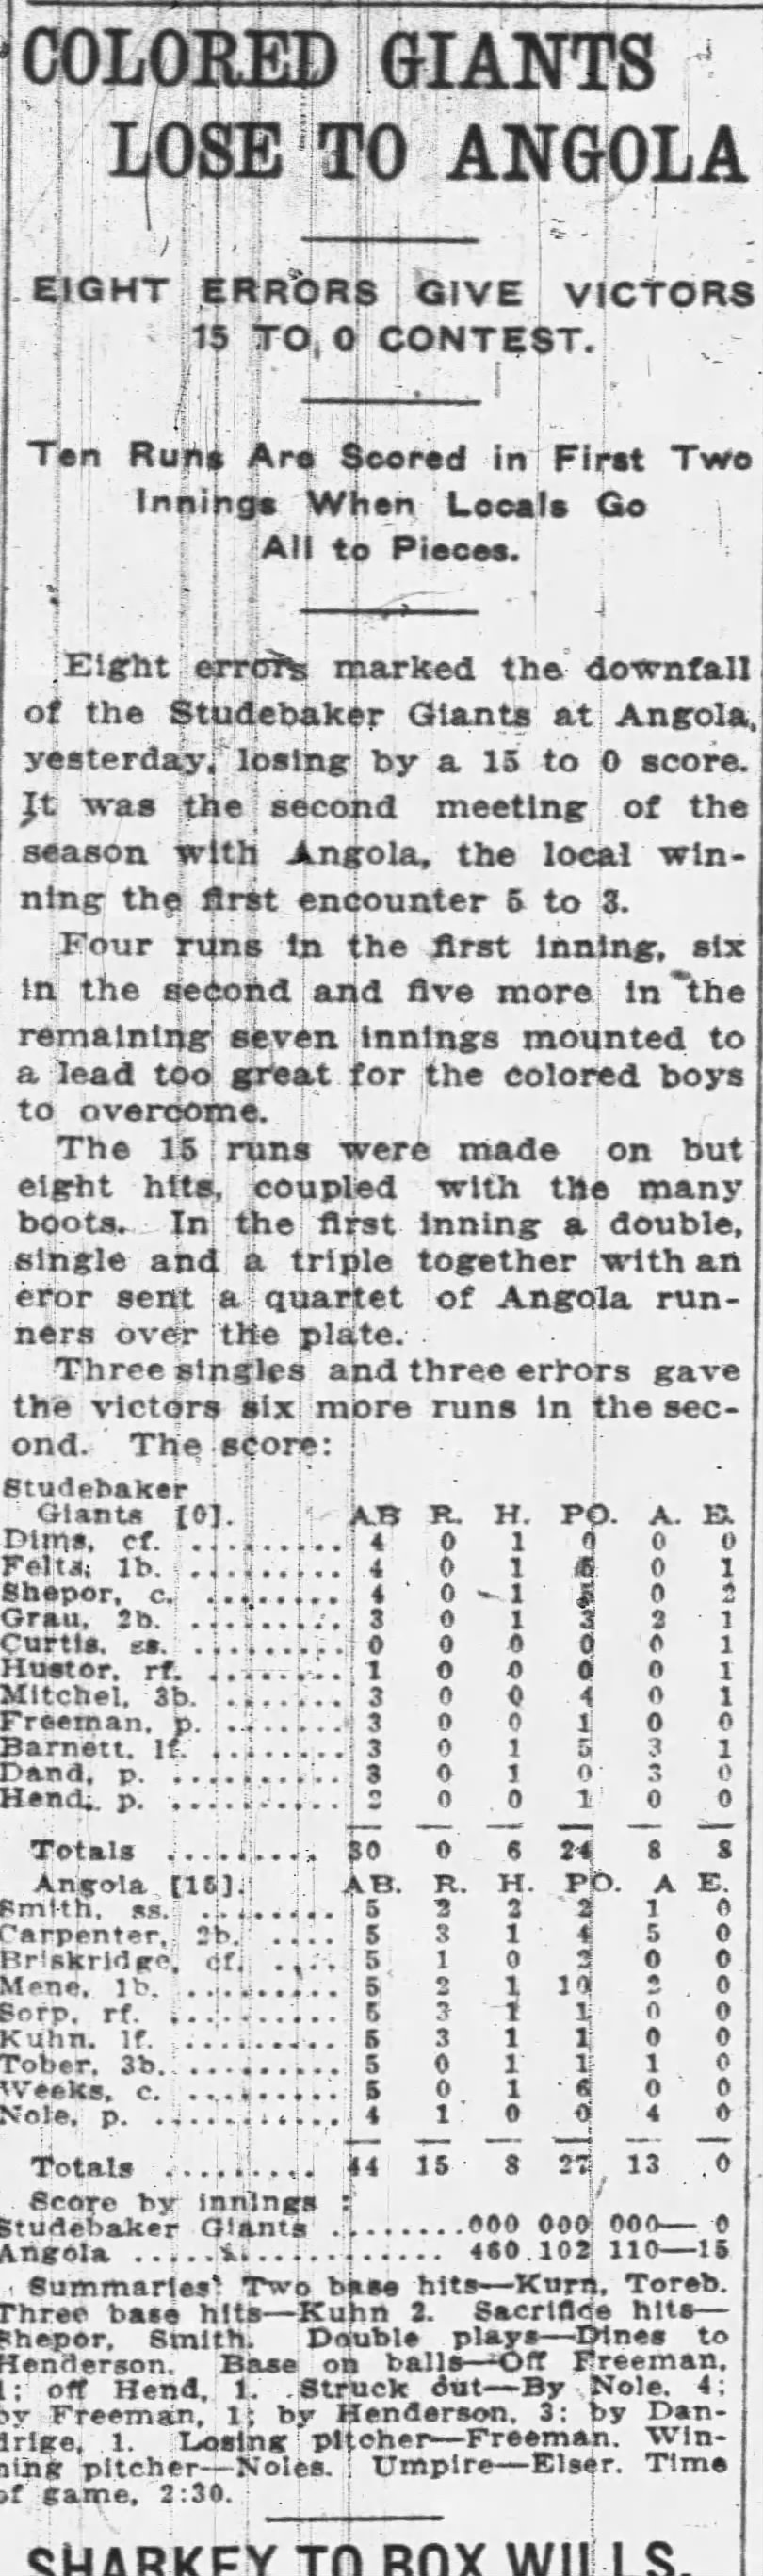 COLORED GIANTS
LOSE TO ANGOLA
EIGHT ERRORS GIVE VICTORS
15 TO 0 CONTEST.
Ten Runs Are Scored in First Two
Innings When Locals Go
All to Pieces.
Eight errors marked the downfall
of the Studebaker Giants at Angola,
yesterday, losing by a 15 to 0 score.
It was the second meeting of the
season with Angola, the local win-
ning the first encounter 5 to 3.
Four runs in the first inning, six
in the second and five more in the
remaining seven innings mounted to
a lead too great for the colored boys
to overcome.
The 15 runs were made on but
eight hits, coupled with the many
boots. In the first inning a double,
single and a triple together with an
eror sent a quartet of Angola run-
ners over the plate.
Three singles and three errors gave
the victors six more runs in the sec-
ond. The score:
Studebaker
Giants [0]. AB R. H. PO. A. E.
Dims, cf. .......... 4 0 1 0 0 0
Felts, 1b. .......... 4 0 1 0 1
Shepor, c. ......... 4 0 1 0 2
Grau, 2b. .......... 3 0 1 3 2 1
Curtis, ss. .......... 0 0 0 0 0 1
Hustor, rf. ......... 1 0 0 0 0 1
Mitchel, 3b. ....... 3 0 0 4 0 1
Freeman, p. ....... 3 0 0 1 0 0
Barnett, lf. ......... 3 0 1 5 3 1
Dand, p. ........... 3 0 1 0 3 0
Hend, p. ........... 2 0 0 1 0 0
Totals ......... 30 0 6 24 8 8
Angola [15]. AB. R. H. PO. A E.
Smith, ss. ......... 5 2 2 2 1 0
Carpenter, 2b. .... 5 3 1 4 5 0
Briskridge, cf. .... 5 1 0 2 0 0
Mene, 1b. .......... 5 2 1 10 2 0
Sorp, rf. ........... 5 3 1 1 0 0
Kuhn, lf. .......... 5 3 1 1 0 0
Tober, 3b. ......... 5 0 1 1 1 0
Weeks, c. .......... 5 0 1 6 0 0
Nole, p. ............ 4 1 0 0 4 0
Totals ......... 44 15 8 27 13 0
Score by innings :
Studebaker Giants ........000 000 000— 0
Angola .................... 460 102 110—15
Summaries: Two base hits—Kurn, Toreb.
Three base hits—Kuhn 2. Sacrifice hits—
Shepor, Smith. Double plays—Dines to
Henderson. Base on balls—Off Freeman,
1; off Hend, 1. Struck out—By Nole, 4;
by Freeman, 1; by Henderson, 3; by Dan-
drige, 1. Losing pitcher—Freeman. Win-
ning pitcher—Noles. Umpire—Elser. Time
of game, 2:30.
SHARKEY TO BOX WILLS.